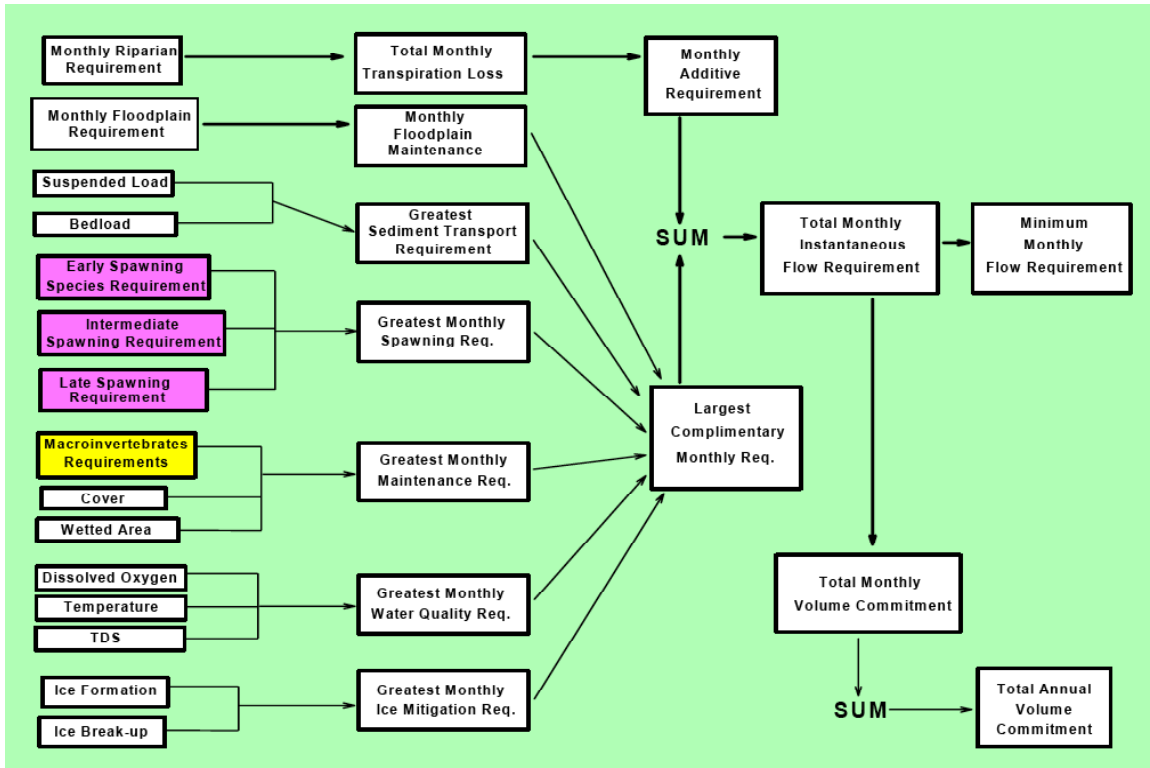 Monthly Riparian
Requirement
Total Monthly
Transpiration Loss
Monthly
Additive
Requirement
Monthly Floodplain
Requirement
Monthly
Floodplain
Maintenance
Suspended Load
Bedload
Greatest
Sediment Transport
Requirement
SUM
Total Monthly
Instantaneous
Flow Requirement
Minimum
Monthly
Flow Requirement
Early Spawning
Species Requirement
Intermediate
Spawning Requirement
Late Spawning
Requirement
Greatest Monthly
Spawning Req.
Largest
Complimentary
Monthly Req.
Macroinvertebrates
Requirements
Cover
Wetted Area
Greatest Monthly
Maintenance Req.
Dissolved Oxygen
Temperature
TDS
Greatest Monthly
Water Quality Req.
Total Monthly
Volume Commitment
Ice Formation
Ice Break-up
Greatest Monthly
Ice Mitigation Req.
SUM
Total Annual
Volume
Commitment